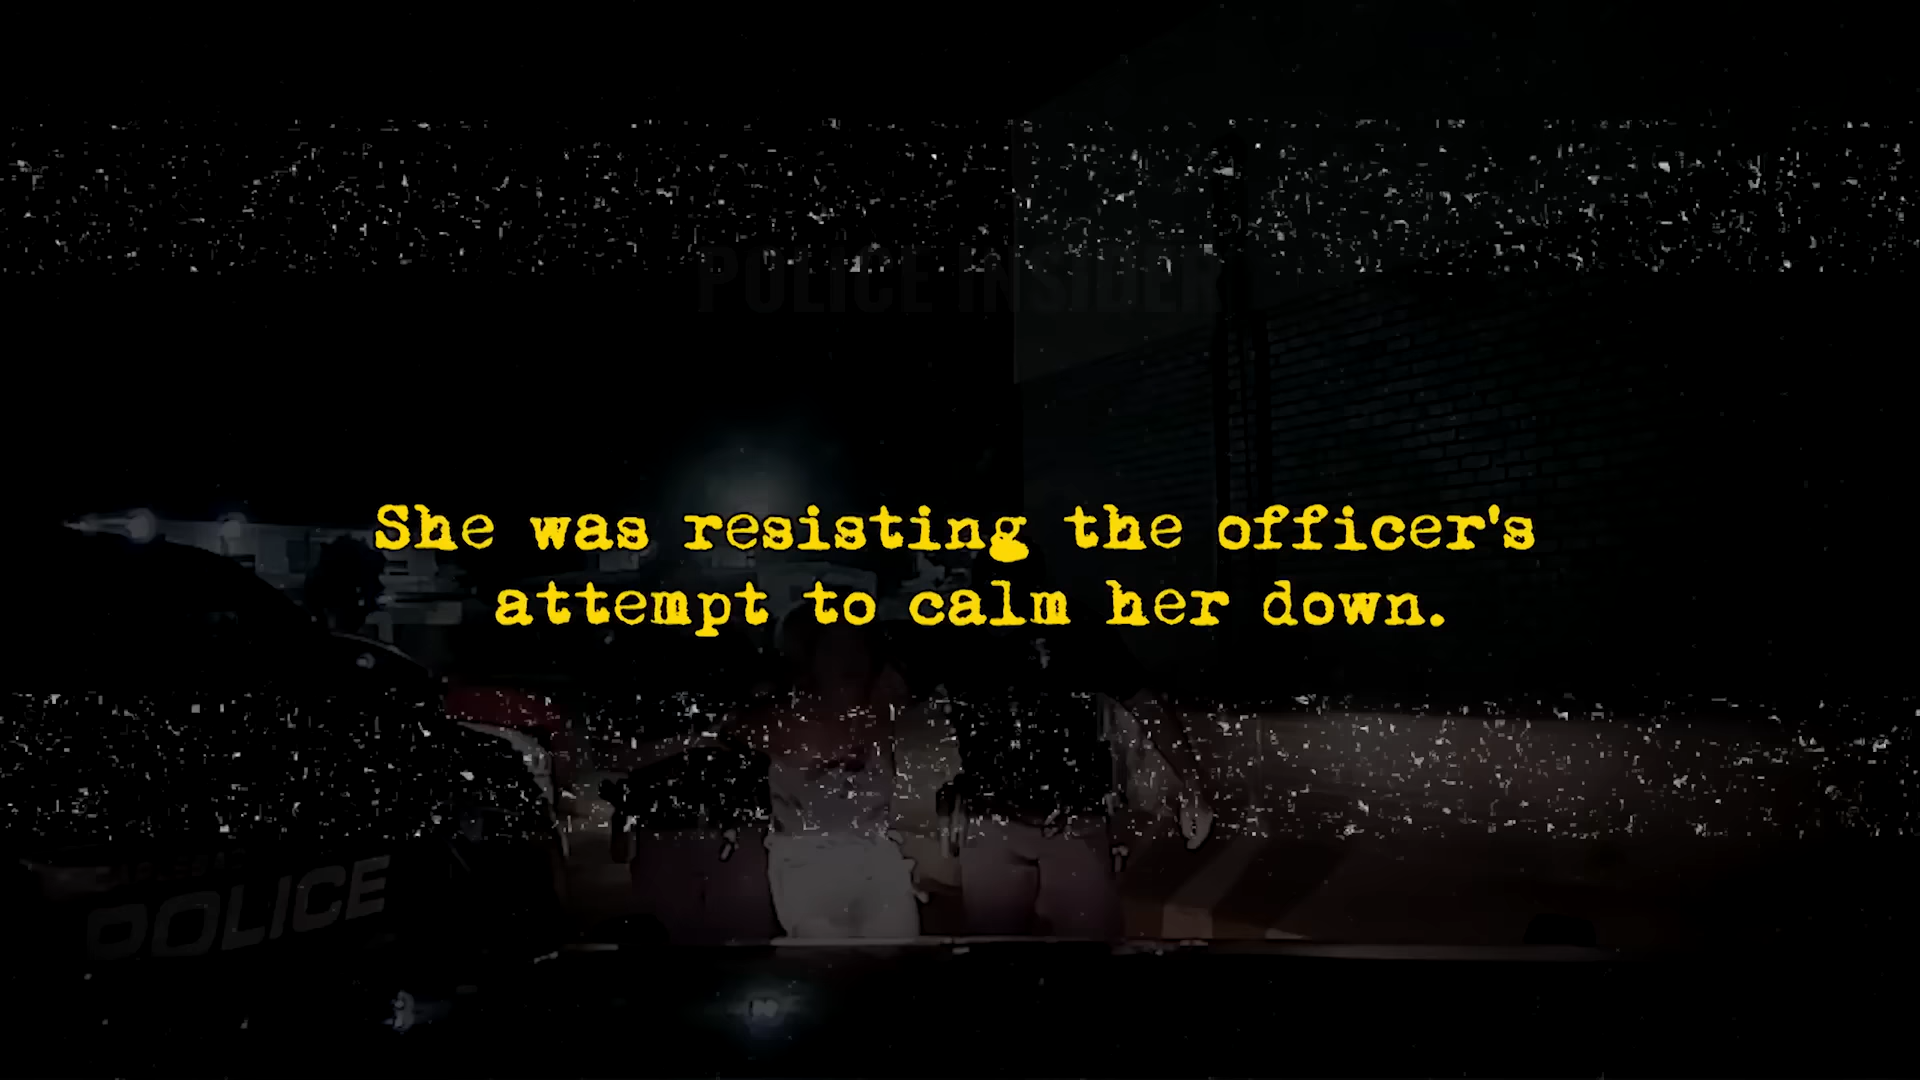 POLICE INSIDER
She was resisting the officer's
attempt to calm her down.
POLICE